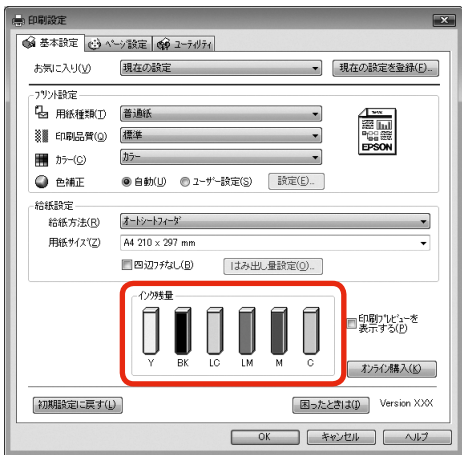 印刷設定
基本設定 ページ設定 ユーティリティ
お気に入り(V) 現在の設定 現在の設定を登録(F)...
プリント設定
用紙種類(T) 普通紙
印刷品質(Q) 標準
カラー(C) カラー
EPSON
色補正 自動(U) ユーザー設定(S) 設定(E)...
給紙設定
給紙方法(R) オートシートフィーダ
用紙サイズ(Z) A4 210 x 297 mm
四辺フチなし(B) はみ出し量設定(O)...
インク残量
印刷プレビューを
表示する(P)
Y BK LC LM M C
オンライン購入(K)
初期設定に戻す(L) 困ったときは(I) Version X.XX
OK キャンセル ヘルプ